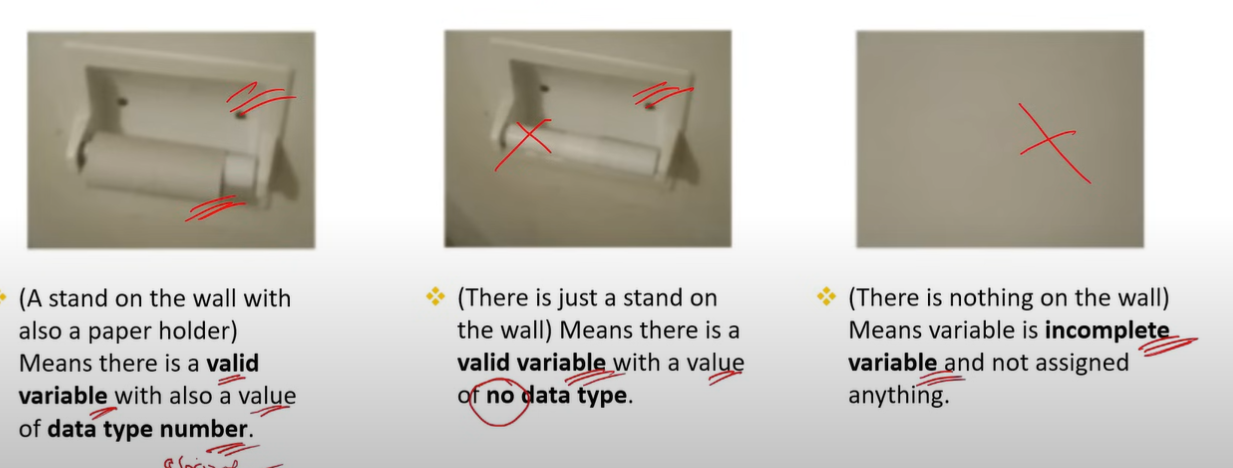 (A stand on the wall with
also a paper holder)
Means there is a valid
variable with also a value
of data type number.
(There is just a stand on
the wall) Means there is a
valid variable with a value
of no data type.
(There is nothing on the wall)
Means variable is incomplete
variable and not assigned
anything.